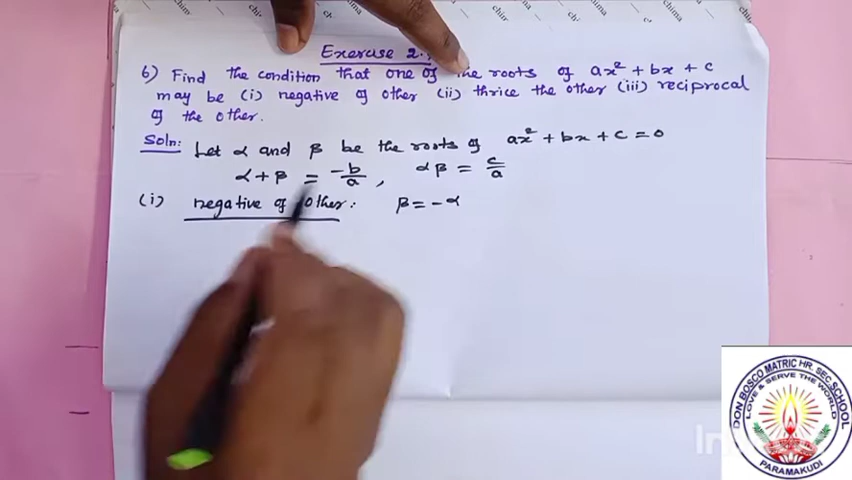 Exercise 2.
6) Find the condition that one of the roots of ax² + bx + c
may be (i) negative of other (ii) thrice the other (iii) reciprocal
of the other.
Soln: Let α and β be the roots of ax² + bx + c = 0
α + β = -b/a , αβ = c/a
(i) negative of other: β = -α
DON BOSCO MATRIC HR. SEC. SCHOOL
LOVE & SERVE THE WORLD
PARAMAKUDI